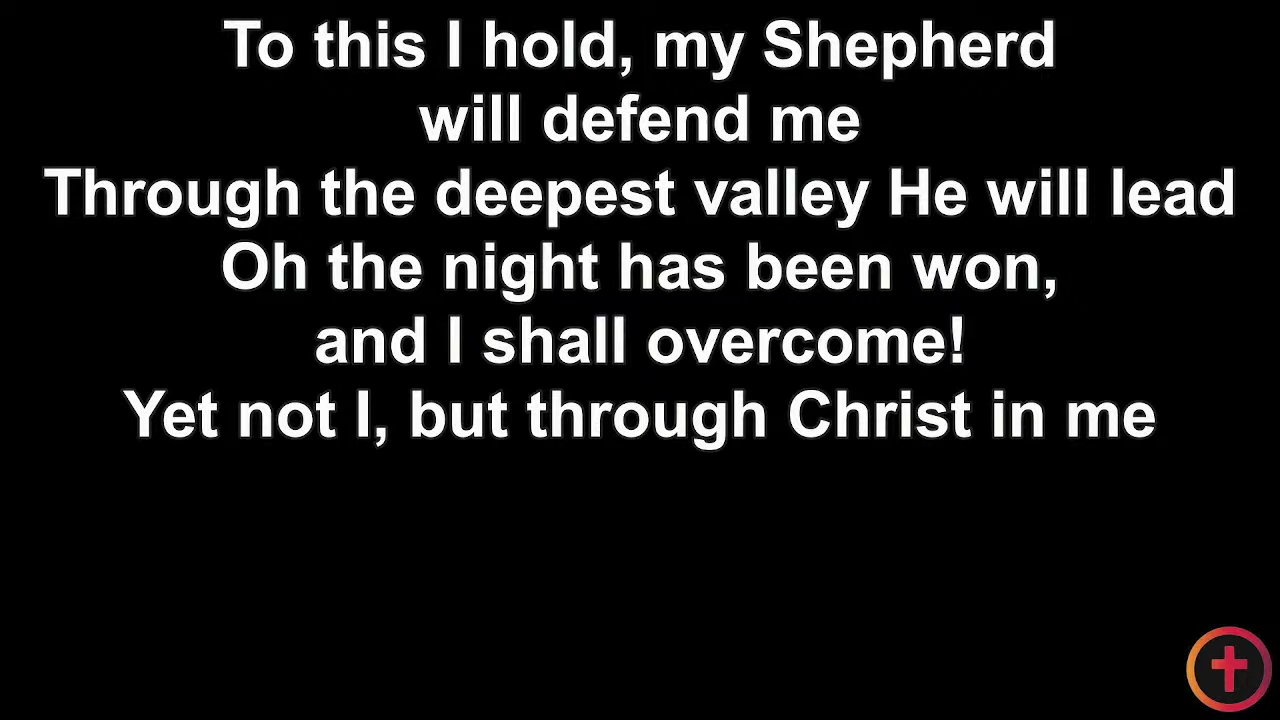 To this I hold, my Shepherd
will defend me
Through the deepest valley He will lead
Oh the night has been won,
and I shall overcome!
Yet not I, but through Christ in me